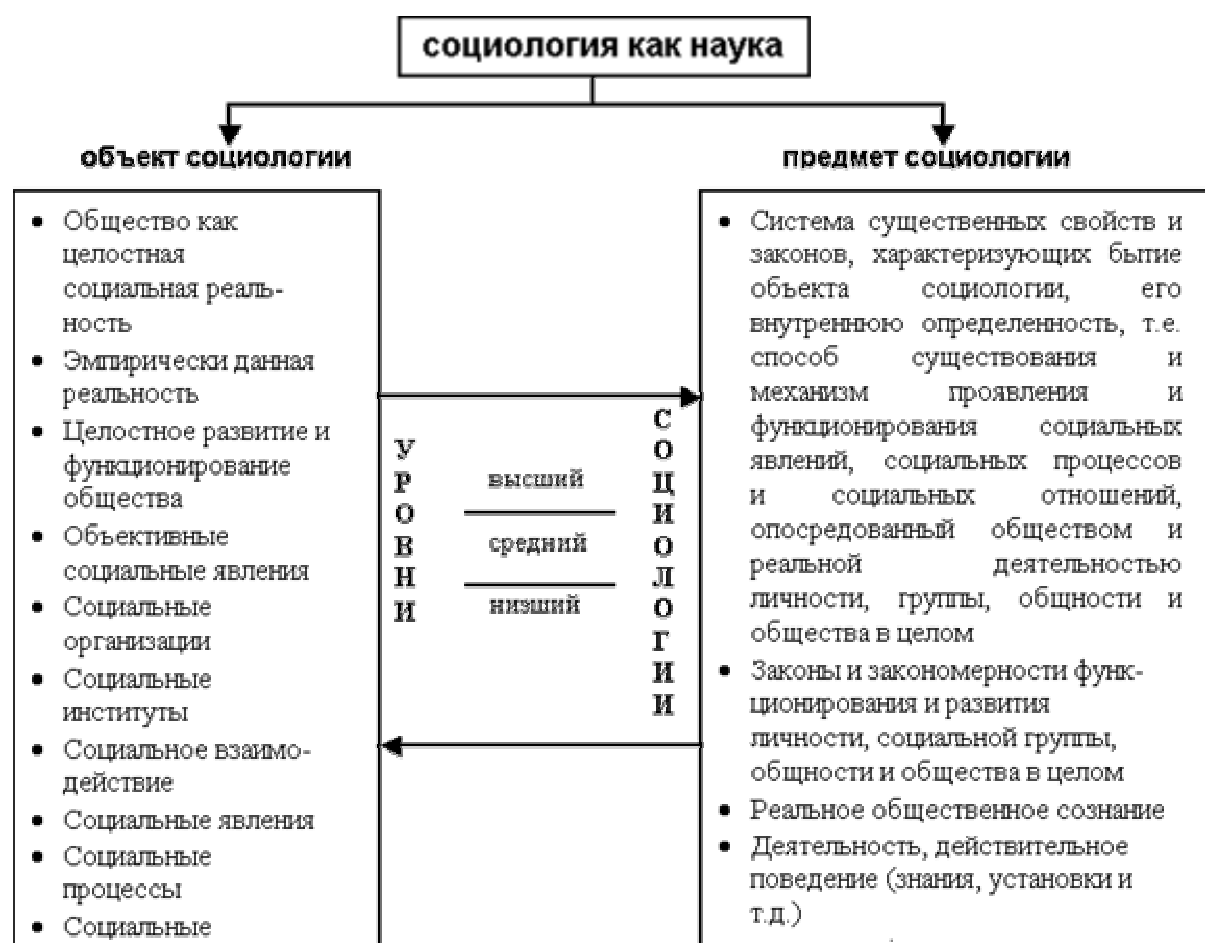 социология как наука
объект социологии
предмет социологии
• Общество как
целостная
социальная реаль-
ность
• Эмпирически данная
реальность
• Целостное развитие и
функционирование
общества
• Объективные
социальные явления
• Социальные
организации
• Социальные
институты
• Социальное взаимо-
действие
• Социальные явления
• Социальные
процессы
• Социальные
УРОВНИ
высший
средний
низший
СОЦИОЛОГИИ
• Система существенных свойств и
законов, характеризующих бытие
объекта социологии, его
внутреннюю определенность, т.е.
способ существования и
механизм проявления и
функционирования социальных
явлений, социальных процессов
и социальных отношений,
опосредованный обществом и
реальной деятельностью
личности, группы, общности и
общества в целом
• Законы и закономерности функ-
ционирования и развития
личности, социальной группы,
общности и общества в целом
• Реальное общественное сознание
• Деятельность, действительное
поведение (знания, установки и
т.д.)